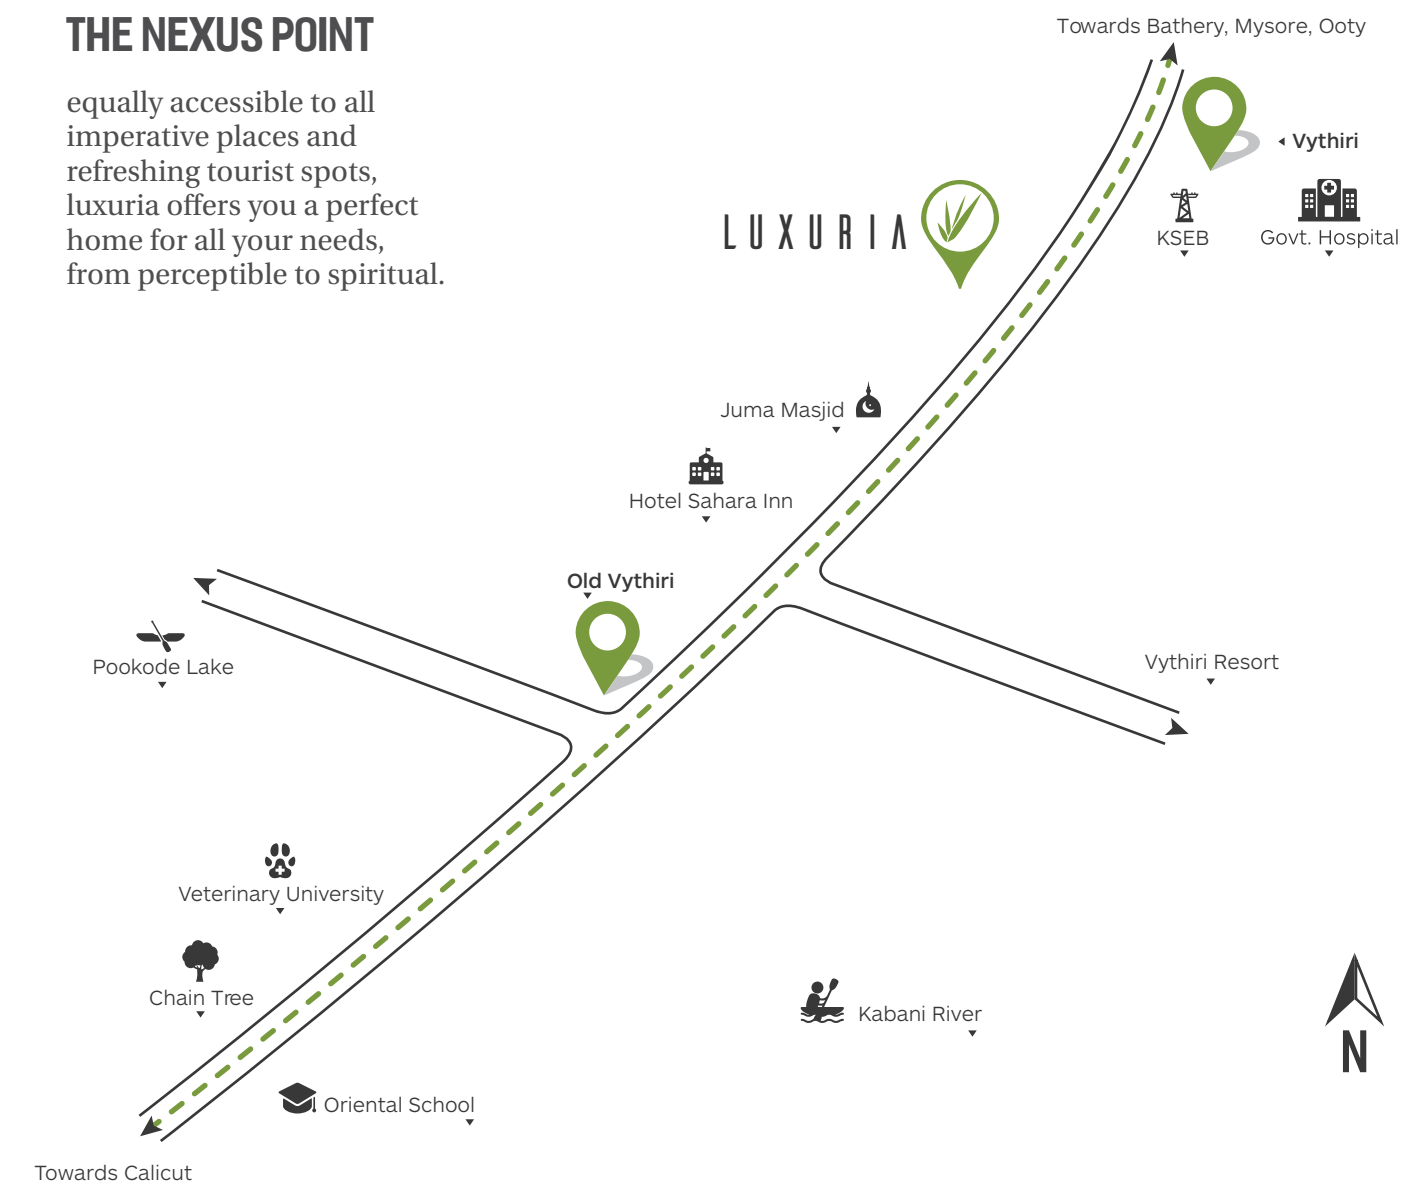 THE NEXUS POINT
equally accessible to all
imperative places and
refreshing tourist spots,
luxuria offers you a perfect
home for all your needs,
from perceptible to spiritual.
Towards Bathery, Mysore, Ooty
Vythiri
LUXURIA
KSEB
Govt. Hospital
Juma Masjid
Hotel Sahara Inn
Old Vythiri
Pookode Lake
Vythiri Resort
Veterinary University
Chain Tree
Kabani River
N
Oriental School
Towards Calicut